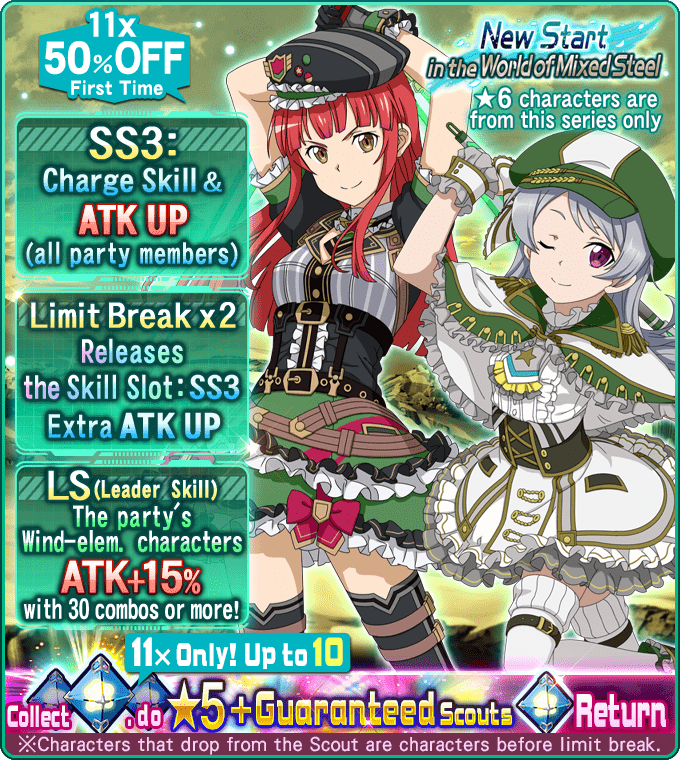 11x
50%OFF
First Time
New Start
in the World of Mixed Steel
★6 characters are
from this series only
SS3:
Charge Skill &
ATK UP
(all party members)
Limit Break x2
Releases
the Skill Slot: SS3
Extra ATK UP
LS(Leader Skill)
The party's
Wind-elem. characters
ATK+15%
with 30 combos or more!
11× Only! Up to 10
Collect , do ★5+Guaranteed Scouts Return
※Characters that drop from the Scout are characters before limit break.